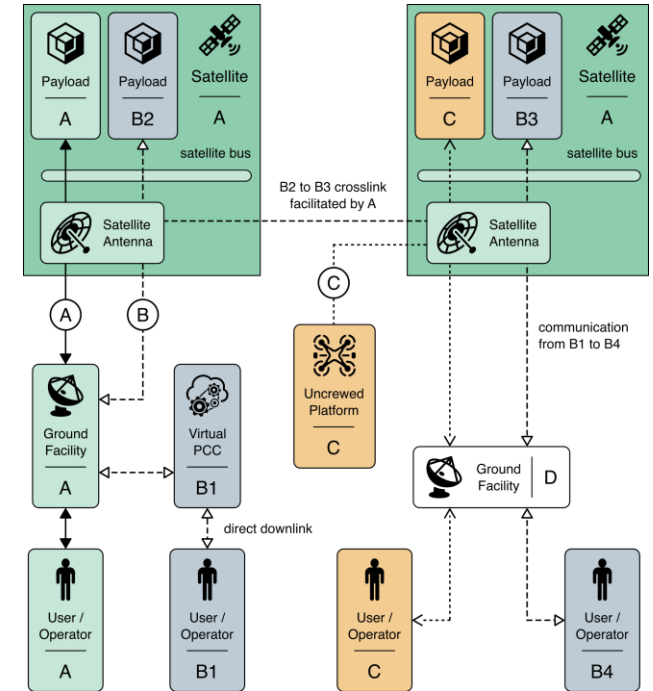 Payload
A
Payload
B2
Satellite
A
satellite bus
Satellite
Antenna
Payload
C
Payload
B3
Satellite
A
satellite bus
Satellite
Antenna
B2 to B3 crosslink
facilitated by A
A
B
C
communication
from B1 to B4
Ground
Facility
A
Virtual
PCC
B1
Uncrewed
Platform
C
Ground
Facility
D
direct downlink
User /
Operator
A
User /
Operator
B1
User /
Operator
C
User /
Operator
B4